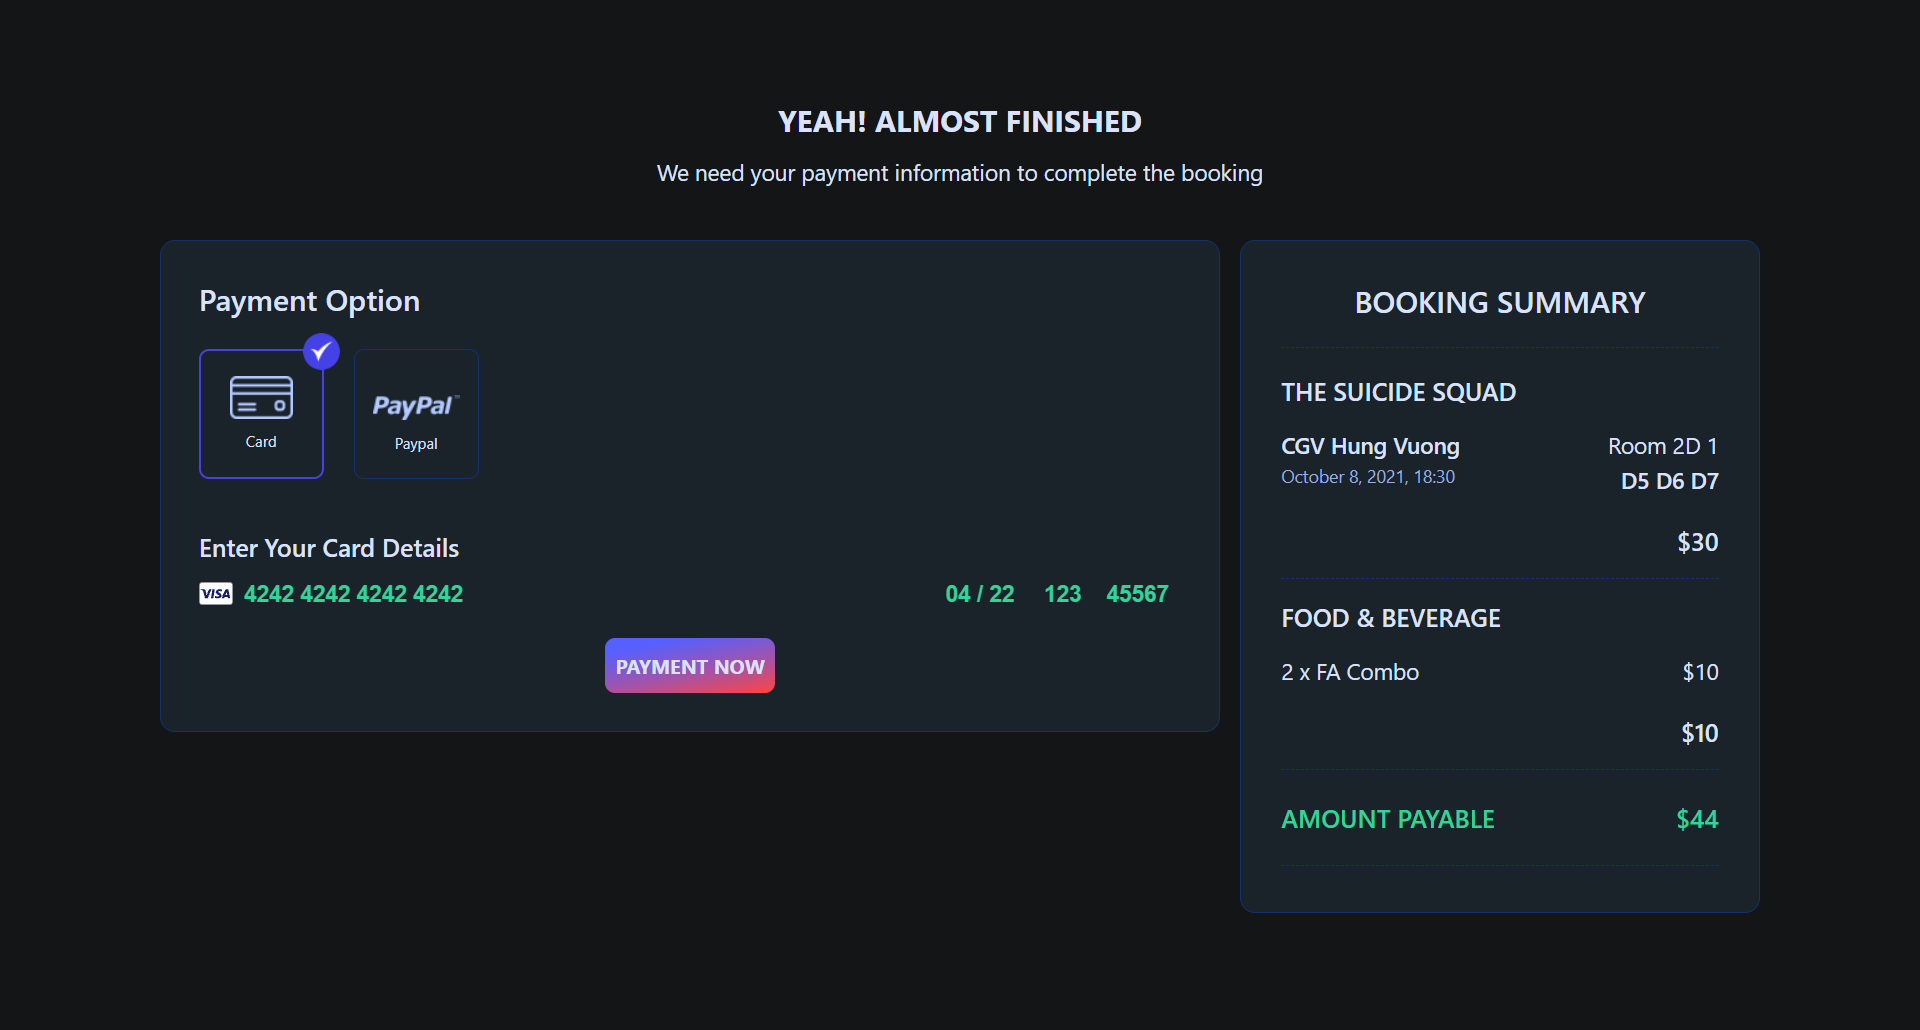 YEAH! ALMOST FINISHED
We need your payment information to complete the booking
Payment Option
Card
PayPal™
Paypal
Enter Your Card Details
VISA 4242 4242 4242 4242 04 / 22 123 45567
PAYMENT NOW
BOOKING SUMMARY
THE SUICIDE SQUAD
CGV Hung Vuong Room 2D 1
October 8, 2021, 18:30 D5 D6 D7
$30
FOOD & BEVERAGE
2 x FA Combo $10
$10
AMOUNT PAYABLE $44